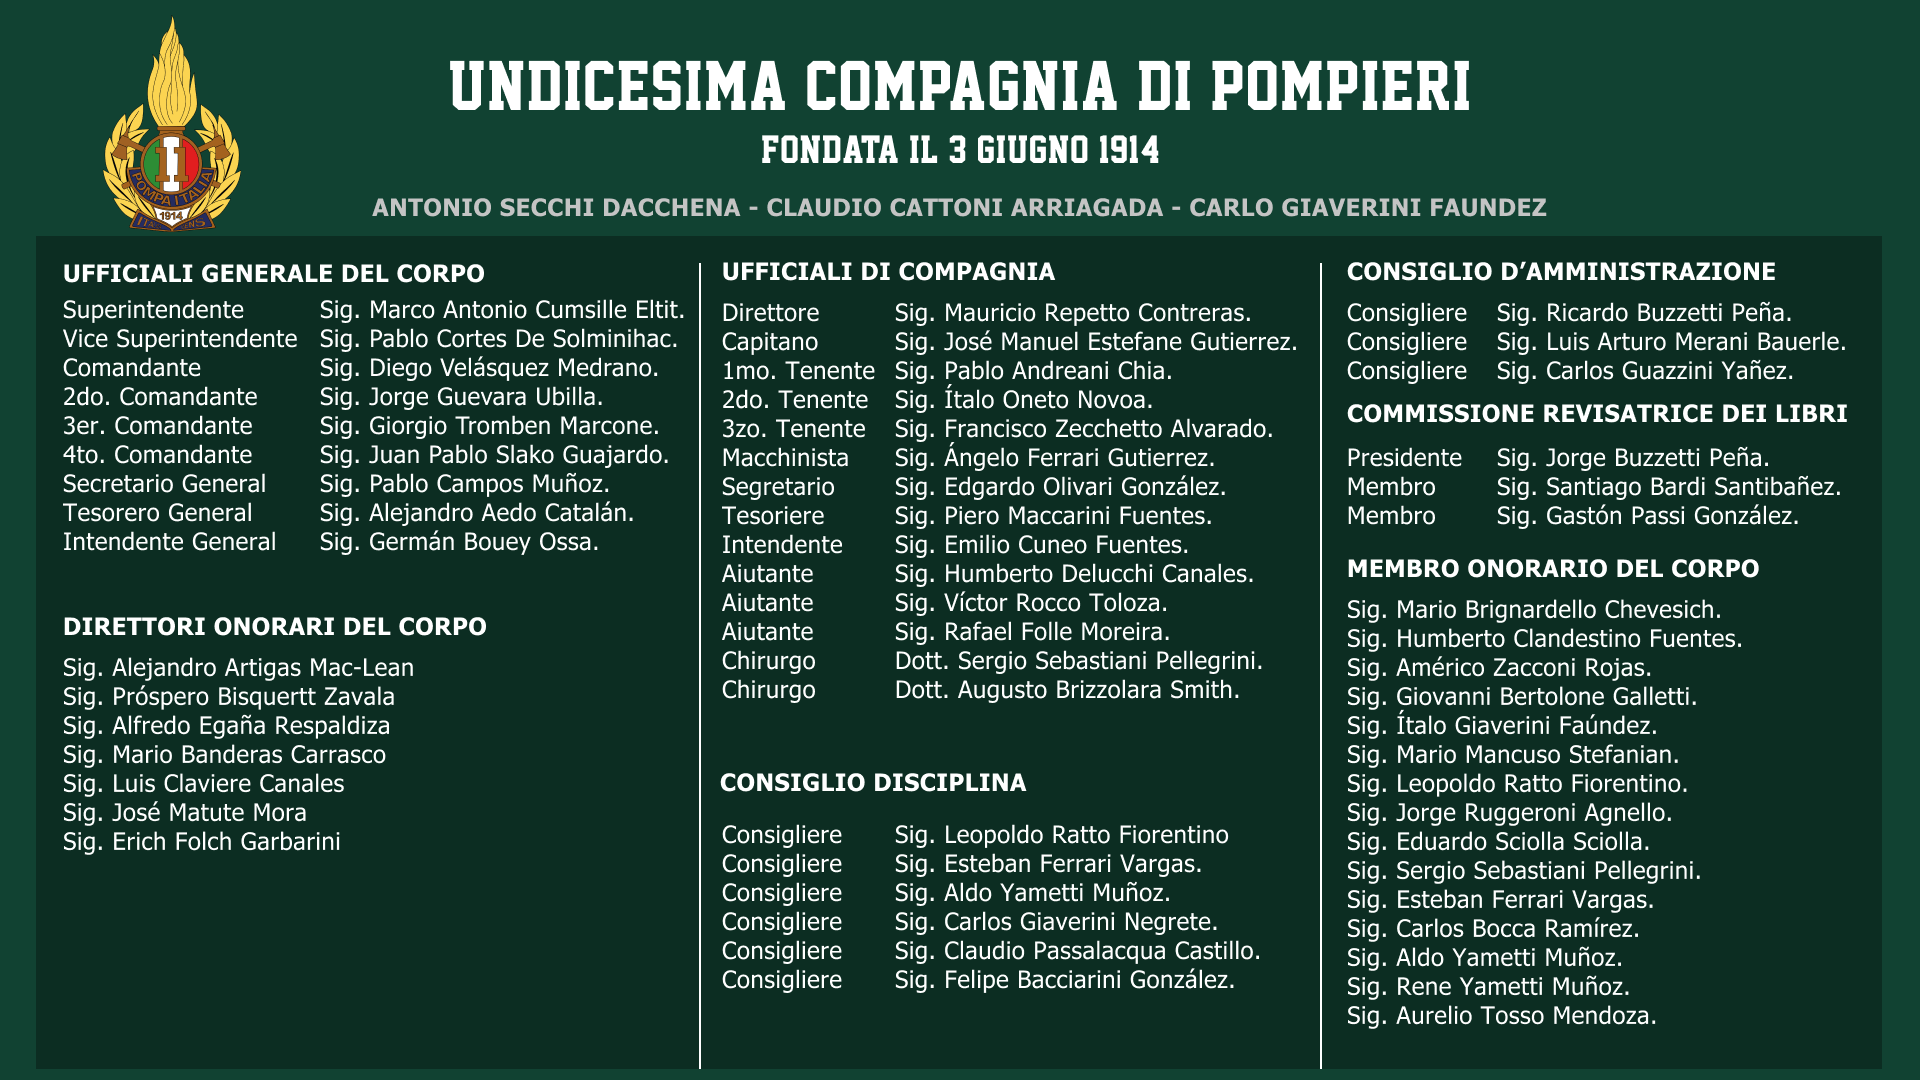 UNDICESIMA COMPAGNIA DI POMPIERI
FONDATA IL 3 GIUGNO 1914
ANTONIO SECCHI DACCHENA - CLAUDIO CATTONI ARRIAGADA - CARLO GIAVERINI FAUNDEZ
11
POMPA ITALIA
1914
UFFICIALI GENERALE DEL CORPO
Superintendente Sig. Marco Antonio Cumsille Eltit.
Vice Superintendente Sig. Pablo Cortes De Solminihac.
Comandante Sig. Diego Velásquez Medrano.
2do. Comandante Sig. Jorge Guevara Ubilla.
3er. Comandante Sig. Giorgio Tromben Marcone.
4to. Comandante Sig. Juan Pablo Slako Guajardo.
Secretario General Sig. Pablo Campos Muñoz.
Tesorero General Sig. Alejandro Aedo Catalán.
Intendente General Sig. Germán Bouey Ossa.
DIRETTORI ONORARI DEL CORPO
Sig. Alejandro Artigas Mac-Lean
Sig. Próspero Bisquertt Zavala
Sig. Alfredo Egaña Respaldiza
Sig. Mario Banderas Carrasco
Sig. Luis Claviere Canales
Sig. José Matute Mora
Sig. Erich Folch Garbarini
UFFICIALI DI COMPAGNIA
Direttore Sig. Mauricio Repetto Contreras.
Capitano Sig. José Manuel Estefane Gutierrez.
1mo. Tenente Sig. Pablo Andreani Chia.
2do. Tenente Sig. Ítalo Oneto Novoa.
3zo. Tenente Sig. Francisco Zecchetto Alvarado.
Macchinista Sig. Ángelo Ferrari Gutierrez.
Segretario Sig. Edgardo Olivari González.
Tesoriere Sig. Piero Maccarini Fuentes.
Intendente Sig. Emilio Cuneo Fuentes.
Aiutante Sig. Humberto Delucchi Canales.
Aiutante Sig. Víctor Rocco Toloza.
Aiutante Sig. Rafael Folle Moreira.
Chirurgo Dott. Sergio Sebastiani Pellegrini.
Chirurgo Dott. Augusto Brizzolara Smith.
CONSIGLIO DISCIPLINA
Consigliere Sig. Leopoldo Ratto Fiorentino
Consigliere Sig. Esteban Ferrari Vargas.
Consigliere Sig. Aldo Yametti Muñoz.
Consigliere Sig. Carlos Giaverini Negrete.
Consigliere Sig. Claudio Passalacqua Castillo.
Consigliere Sig. Felipe Bacciarini González.
CONSIGLIO D’AMMINISTRAZIONE
Consigliere Sig. Ricardo Buzzetti Peña.
Consigliere Sig. Luis Arturo Merani Bauerle.
Consigliere Sig. Carlos Guazzini Yañez.
COMMISSIONE REVISATRICE DEI LIBRI
Presidente Sig. Jorge Buzzetti Peña.
Membro Sig. Santiago Bardi Santibañez.
Membro Sig. Gastón Passi González.
MEMBRO ONORARIO DEL CORPO
Sig. Mario Brignardello Chevesich.
Sig. Humberto Clandestino Fuentes.
Sig. Américo Zacconi Rojas.
Sig. Giovanni Bertolone Galletti.
Sig. Ítalo Giaverini Faúndez.
Sig. Mario Mancuso Stefanian.
Sig. Leopoldo Ratto Fiorentino.
Sig. Jorge Ruggeroni Agnello.
Sig. Eduardo Sciolla Sciolla.
Sig. Sergio Sebastiani Pellegrini.
Sig. Esteban Ferrari Vargas.
Sig. Carlos Bocca Ramírez.
Sig. Aldo Yametti Muñoz.
Sig. Rene Yametti Muñoz.
Sig. Aurelio Tosso Mendoza.